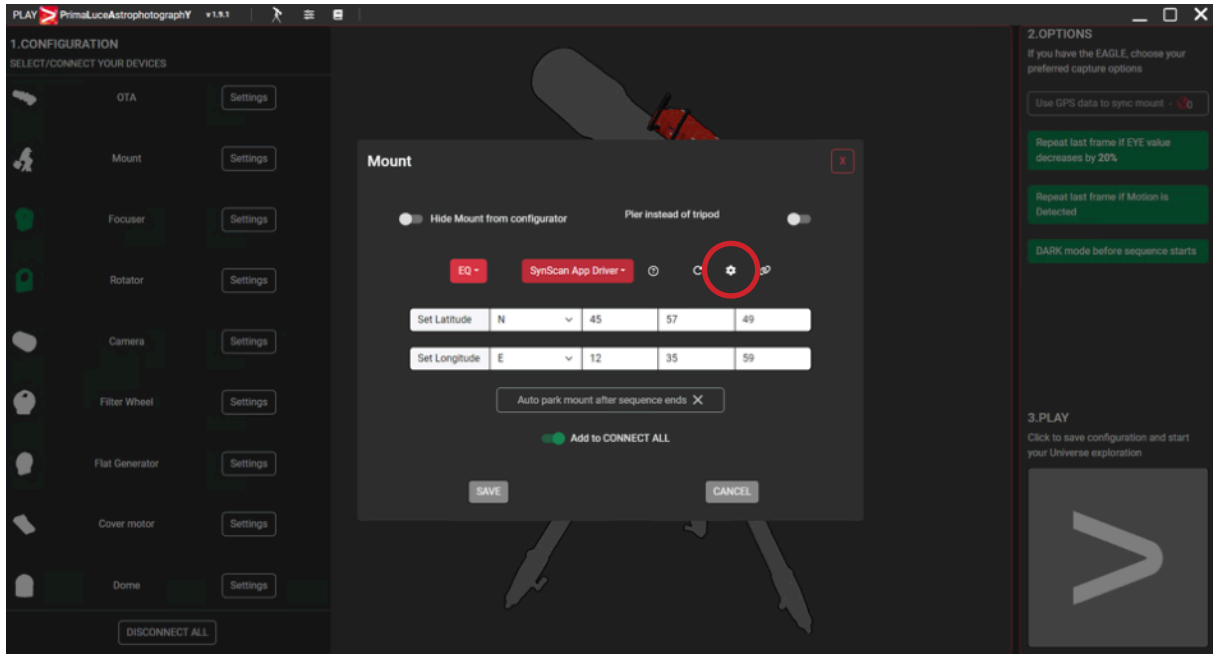 PLAY PrimaLuceAstrophotographY v1.9.1
1.CONFIGURATION
SELECT/CONNECT YOUR DEVICES
OTA Settings
Mount Settings
Focuser Settings
Rotator Settings
Camera Settings
Filter Wheel Settings
Flat Generator Settings
Cover motor Settings
Dome Settings
DISCONNECT ALL
Mount X
Hide Mount from configurator Pier instead of tripod
EQ SynScan App Driver
Set Latitude N 45 57 49
Set Longitude E 12 35 59
Auto park mount after sequence ends X
Add to CONNECT ALL
SAVE CANCEL
2.OPTIONS
If you have the EAGLE, choose your
preferred capture options
Use GPS data to sync mount - 0
Repeat last frame if EYE value
decreases by 20%
Repeat last frame if Motion is
Detected
DARK mode before sequence starts
3.PLAY
Click to save configuration and start
your Universe exploration